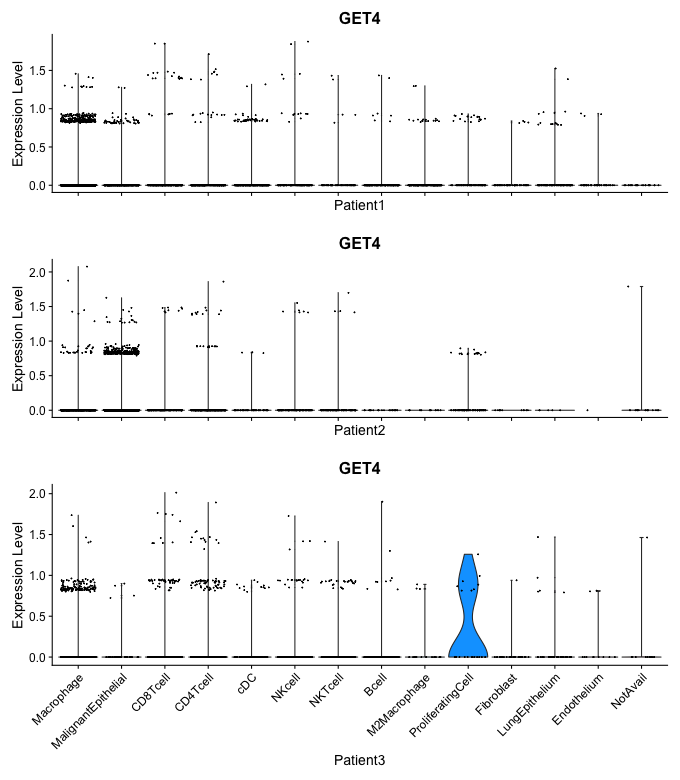 GET4
Expression Level
1.5
1.0
0.5
0.0
Patient1
GET4
Expression Level
2.0
1.5
1.0
0.5
0.0
Patient2
GET4
Expression Level
2.0
1.5
1.0
0.5
0.0
Macrophage
MalignantEpithelial
CD8Tcell
CD4Tcell
cDC
NKcell
NKTcell
Bcell
M2Macrophage
ProliferatingCell
Fibroblast
LungEpithelium
Endothelium
NotAvail
Patient3